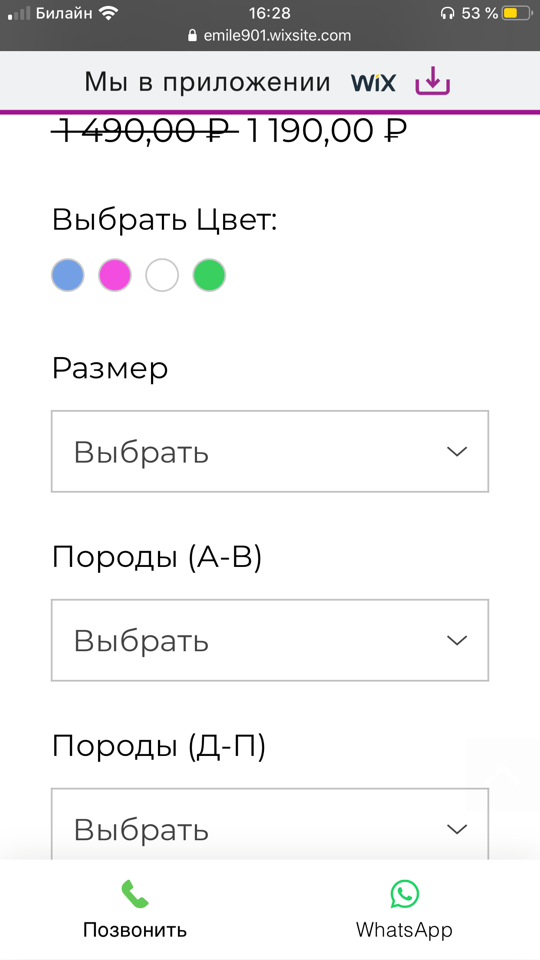 Билайн 16:28 53 %
emile901.wixsite.com
Мы в приложении WiX
1 490,00 ₽ 1 190,00 ₽
Выбрать Цвет:
Размер
Выбрать
Породы (А-В)
Выбрать
Породы (Д-П)
Выбрать
Позвонить WhatsApp